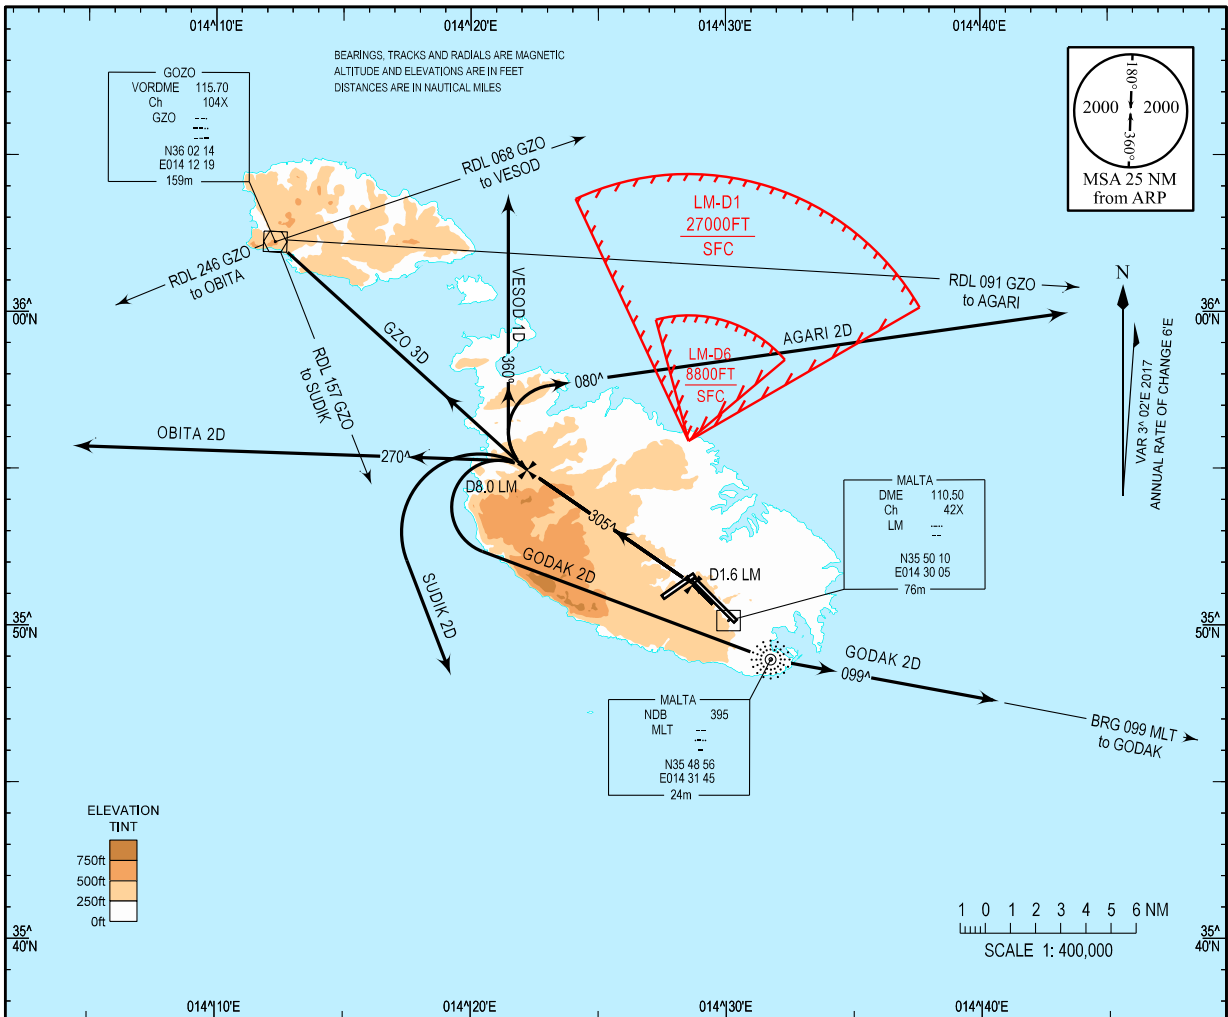 014^10'E
014^20'E
014^30'E
014^40'E
BEARINGS, TRACKS AND RADIALS ARE MAGNETIC
ALTITUDE AND ELEVATIONS ARE IN FEET
DISTANCES ARE IN NAUTICAL MILES
GOZO
VORDME 115.70
Ch 104X
GZO
N36 02 14
E014 12 19
159m
180°
2000 2000
360°
MSA 25 NM
from ARP
RDL 068 GZO
to VESOD
LM-D1
27000FT
SFC
RDL 246 GZO
to OBITA
RDL 091 GZO
to AGARI
N
VAR 3^ 02'E 2017
ANNUAL RATE OF CHANGE 6'E
36^
00'N
36^
00'N
VESOD 1D
360°
GZO 3D
AGARI 2D
080^
LM-D6
8800FT
SFC
RDL 157 GZO
to SUDIK
OBITA 2D
270^
D8.0 LM
305^
MALTA
DME 110.50
Ch 42X
LM
N35 50 10
E014 30 05
76m
GODAK 2D
D1.6 LM
SUDIK 2D
35^
50'N
35^
50'N
GODAK 2D
099^
MALTA
NDB 395
MLT
N35 48 56
E014 31 45
24m
BRG 099 MLT
to GODAK
ELEVATION
TINT
750ft
500ft
250ft
0ft
1 0 1 2 3 4 5 6 NM
SCALE 1: 400,000
35^
40'N
35^
40'N
014^10'E
014^20'E
014^30'E
014^40'E